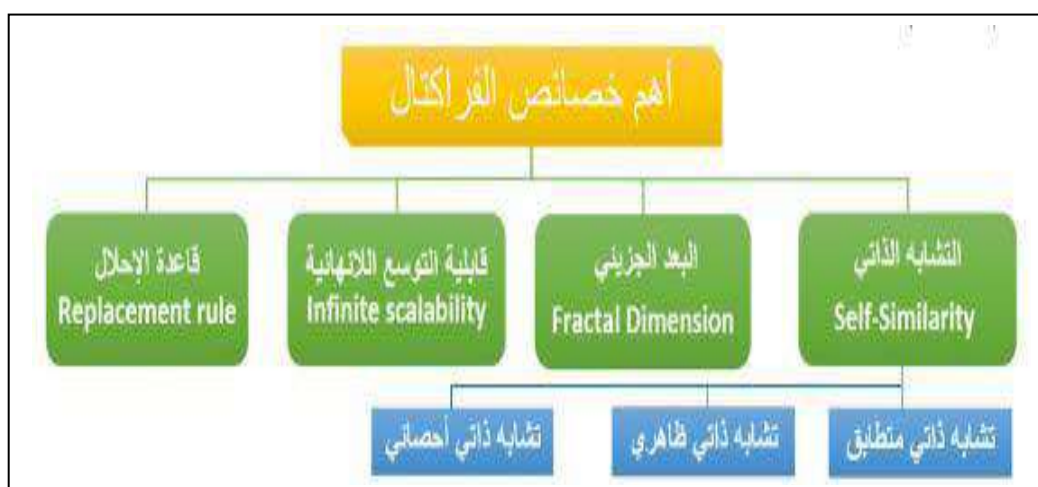 أهم خصائص الفراكتال
التشابه الذاتي
Self-Similarity
البعد الجزيئي
Fractal Dimension
قابلية التوسع اللانهائية
Infinite scalability
قاعدة الإحلال
Replacement rule
تشابه ذاتي متطابق
تشابه ذاتي ظاهري
تشابه ذاتي أحصائي